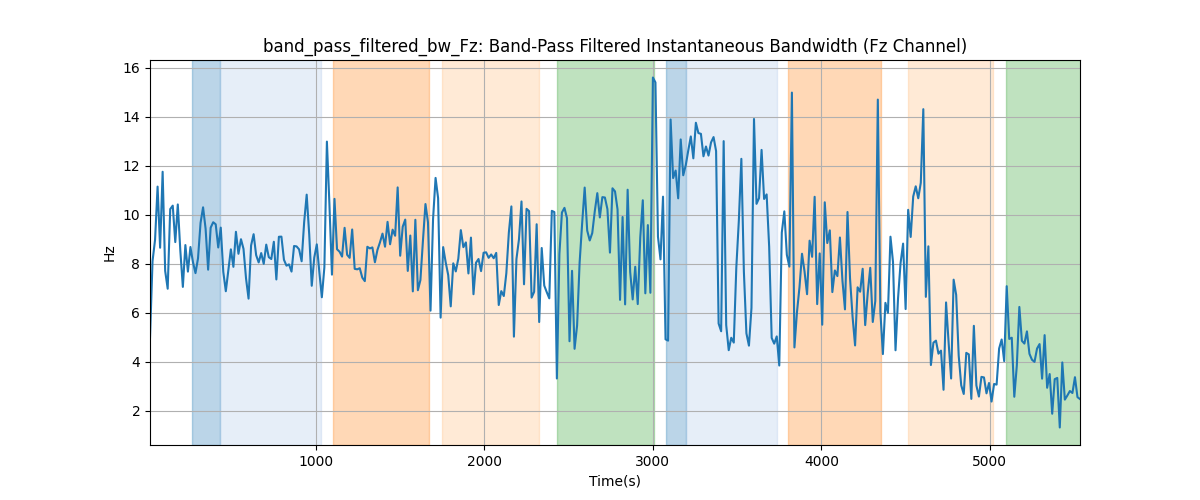 band_pass_filtered_bw_Fz: Band-Pass Filtered Instantaneous Bandwidth (Fz Channel)
16
14
12
10
8
6
4
2
Hz
1000 2000 3000 4000 5000
Time(s)